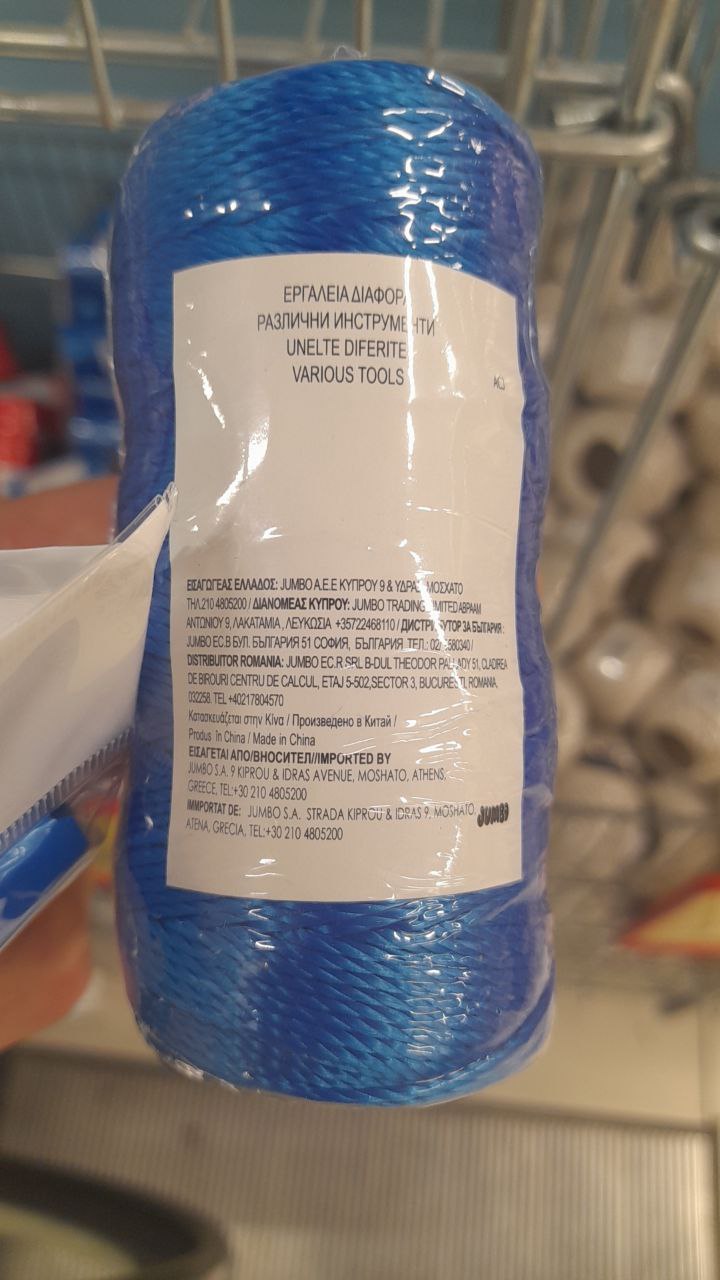 ΕΡΓΑΛΕΙΑ ΔΙΑΦΟΡΑ
РАЗЛИЧНИ ИНСТРУМЕНТИ
UNELTE DIFERITE
VARIOUS TOOLS
ΕΙΣΑΓΩΓΕΑΣ ΕΛΛΑΔΟΣ: JUMBO A.E.E ΚΥΠΡΟΥ 9 & ΥΔΡΑΣ, ΜΟΣΧΑΤΟ
ΤΗΛ.210 4805200 / ΔΙΑΝΟΜΕΑΣ ΚΥΠΡΟΥ: JUMBO TRADING LIMITED ΑΒΡΑΑΜ
ΑΝΤΩΝΙΟΥ 9, ΛΑΚΑΤΑΜΙΑ , ΛΕΥΚΩΣΙΑ +35722468110 / ДИСТРИБУТОР ЗА БЪЛГАРИЯ :
JUMBO EC.B БУЛ. БЪЛГАРИЯ 51 СОФИЯ, БЪЛГАРИЯ ТЕЛ.:
DISTRIBUITOR ROMANIA: JUMBO EC.R SRL B-DUL THEODOR PALLADY 51, CLADIREA
DE BIROURI CENTRU DE CALCUL, ETAJ 5-502,SECTOR 3, BUCURESTI, ROMANIA,
032258. TEL +40217804570
Κατασκευάζεται στην Κίνα / Произведено в Китай /
Produs în China / Made in China
ΕΙΣΑΓΕΤΑΙ ΑΠΟ/ВНОСИТЕЛ//IMPORTED BY
JUMBO S.A. 9 KIPROU & IDRAS AVENUE, MOSHATO, ATHENS,
GREECE, TEL:+30 210 4805200
IMPORTAT DE: JUMBO S.A. STRADA KIPROU & IDRAS 9, MOSHATO,
ATENA, GRECIA, TEL:+30 210 4805200
JUMBO